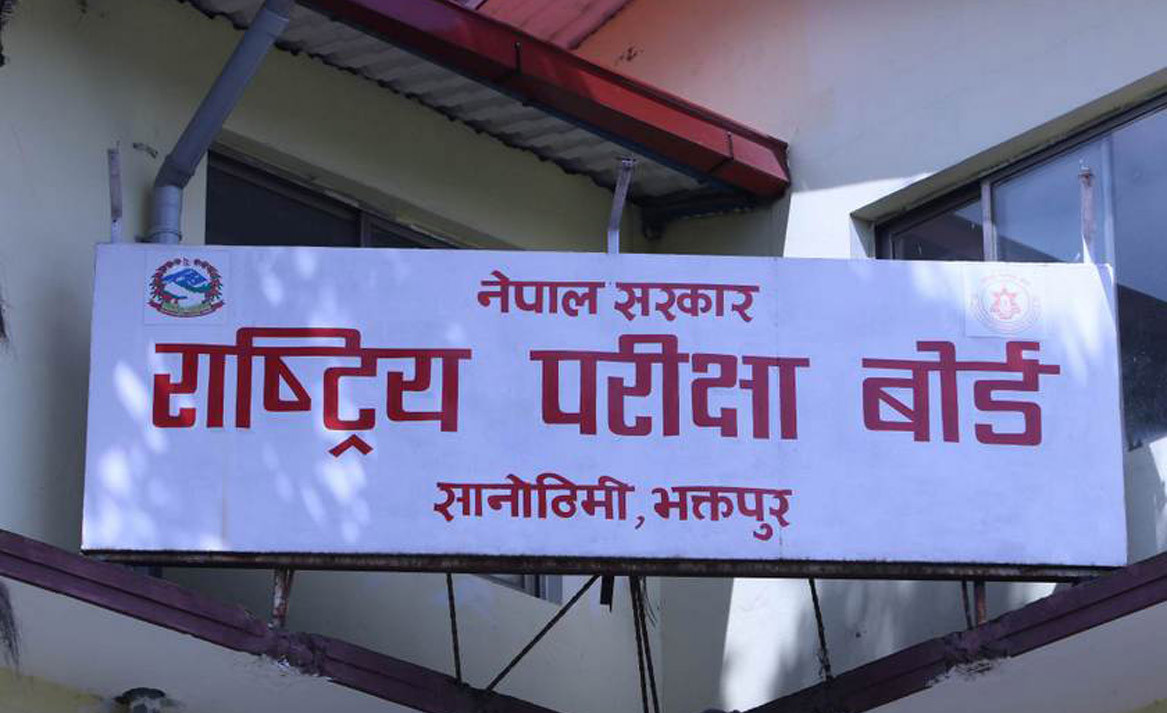 नेपाल सरकार
राष्ट्रिय परीक्षा बोर्ड
सानोठिमी, भक्तपुर